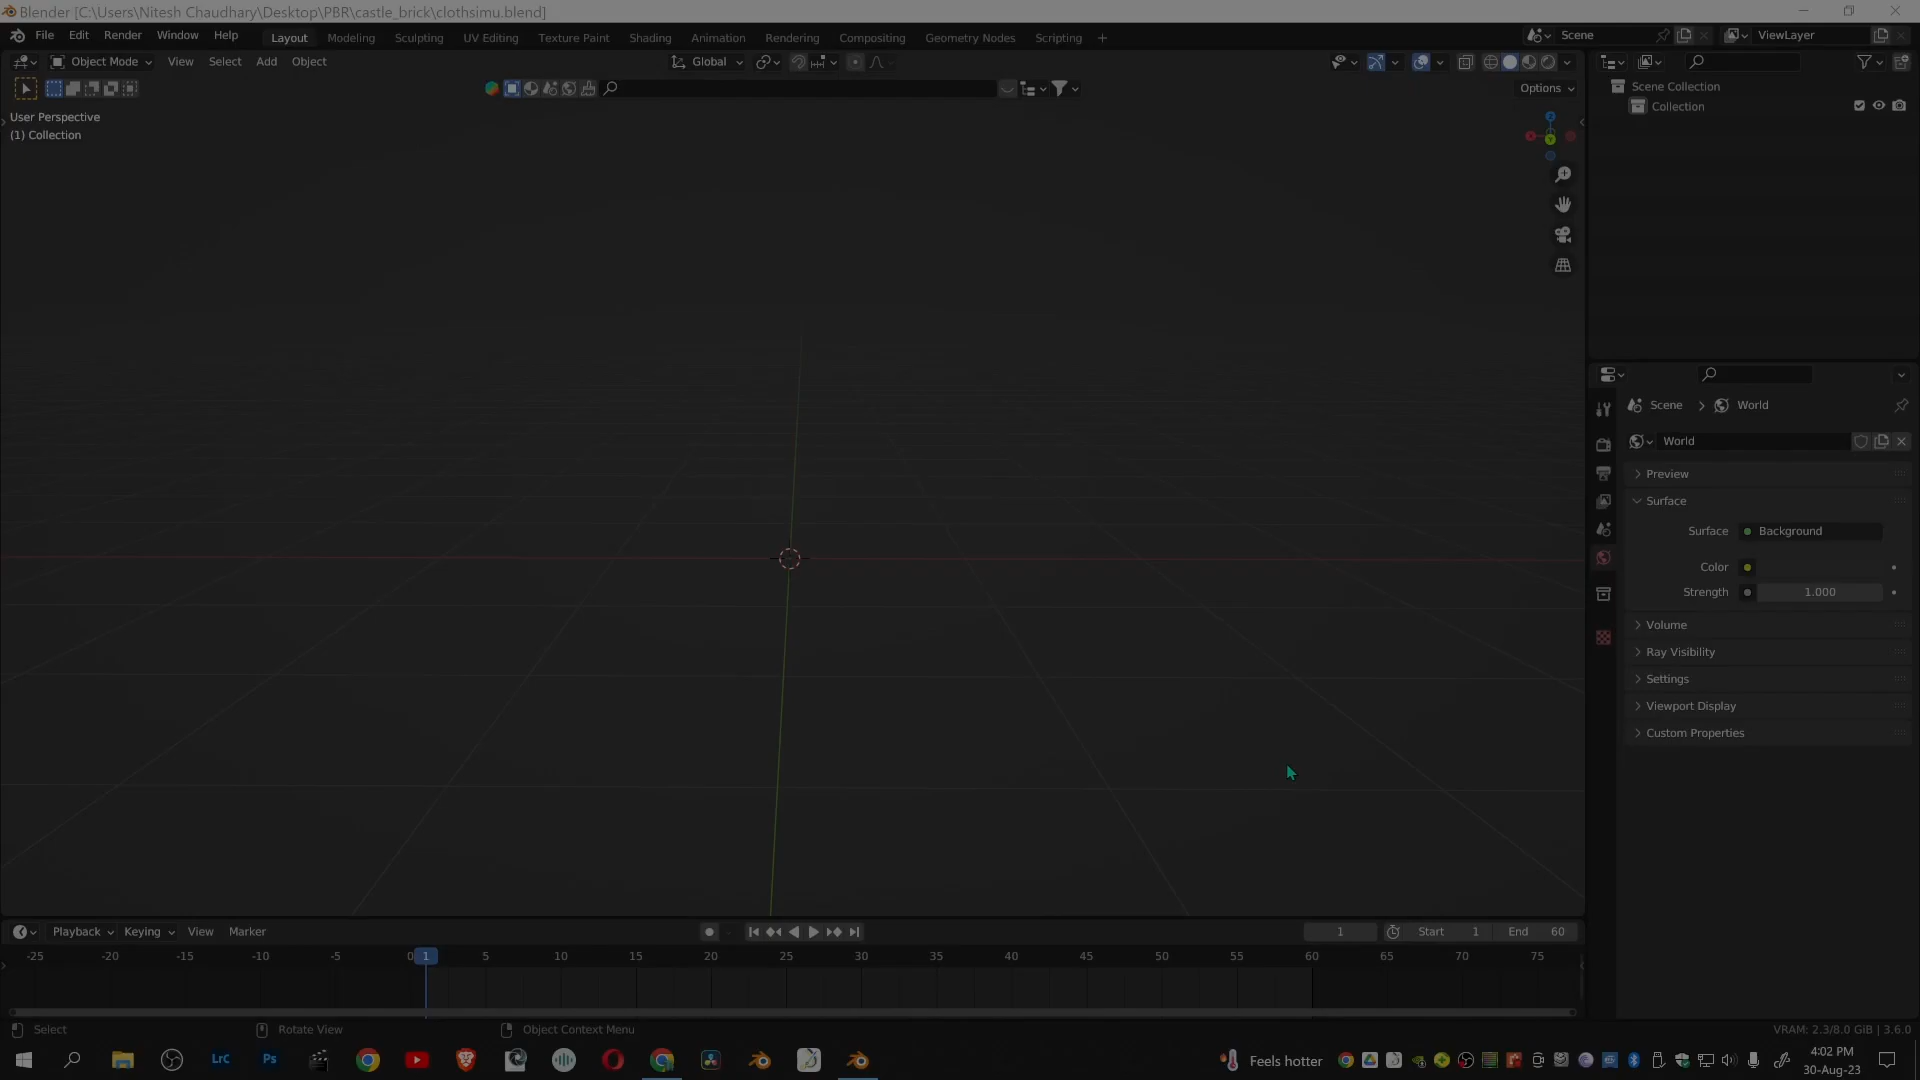 Blender [C:\Users\Nitesh Chaudhary\Desktop\PBR\castle_brick\clothsimu.blend]
File Edit Render Window Help
Layout Modeling Sculpting UV Editing Texture Paint Shading Animation Rendering Compositing Geometry Nodes Scripting +
Scene
ViewLayer
Object Mode View Select Add Object
Global
Options
User Perspective
(1) Collection
Z
X
Y
Scene Collection
Collection
Scene > World
World
Preview
Surface
Surface Background
Color
Strength 1.000
Volume
Ray Visibility
Settings
Viewport Display
Custom Properties
Playback Keying View Marker
1 Start 1 End 60
-25 -20 -15 -10 -5 0 1 5 10 15 20 25 30 35 40 45 50 55 60 65 70 75
Select Rotate View Object Context Menu
VRAM: 2.3/8.0 GiB | 3.6.0
LrC Ps
Feels hotter
4:02 PM
30-Aug-23